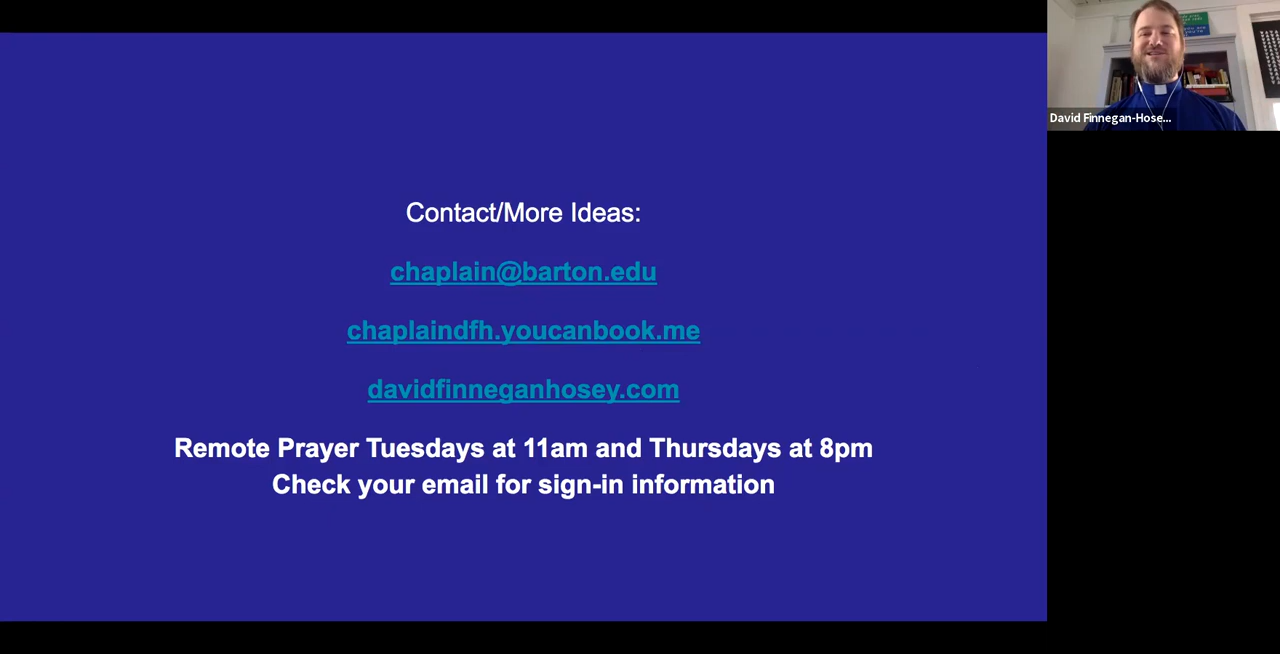 Contact/More Ideas:
chaplain@barton.edu
chaplaindfh.youcanbook.me
davidfinneganhosey.com
Remote Prayer Tuesdays at 11am and Thursdays at 8pm
Check your email for sign-in information
David Finnegan-Hose...